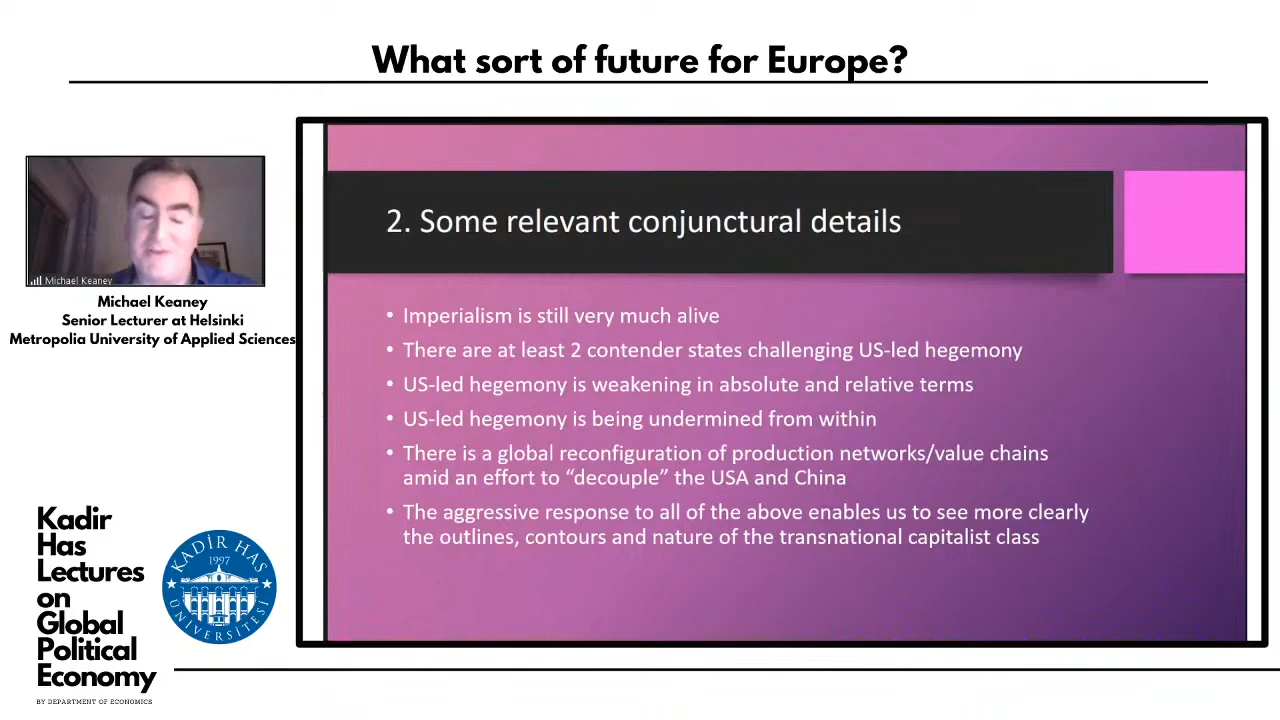 What sort of future for Europe?
Michael Keaney
Michael Keaney
Senior Lecturer at Helsinki
Metropolia University of Applied Sciences
2. Some relevant conjunctural details
• Imperialism is still very much alive
• There are at least 2 contender states challenging US-led hegemony
• US-led hegemony is weakening in absolute and relative terms
• US-led hegemony is being undermined from within
• There is a global reconfiguration of production networks/value chains
amid an effort to “decouple” the USA and China
• The aggressive response to all of the above enables us to see more clearly
the outlines, contours and nature of the transnational capitalist class
Kadir
Has
Lectures
on
Global
Political
Economy
BY DEPARTMENT OF ECONOMICS
KADİR HAS
1997
ÜNİVERSİTESİ